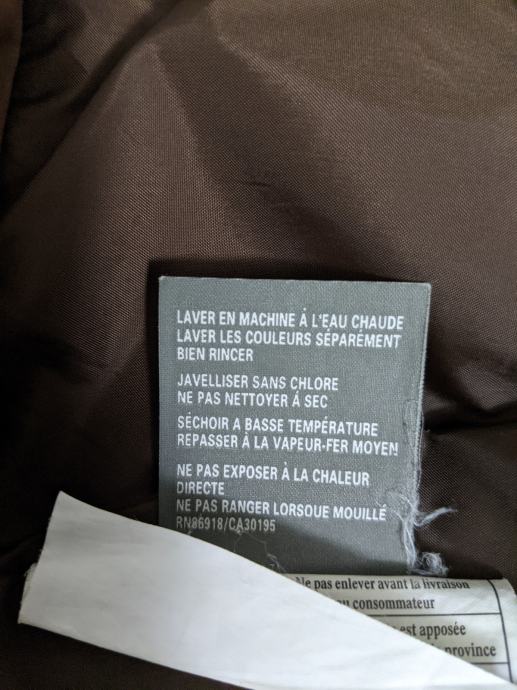 LAVER EN MACHINE À L'EAU CHAUDE
LAVER LES COULEURS SÉPARÉMENT
BIEN RINCER
JAVELLISER SANS CHLORE
NE PAS NETTOYER À SEC
SÉCHOIR A BASSE TEMPÉRATURE
REPASSER À LA VAPEUR-FER MOYEN
NE PAS EXPOSER À LA CHALEUR
DIRECTE
NE PAS RANGER LORSQUE MOUILLÉ
RN86918/CA30195
Ne pas enlever avant la livraison
consommateur
est apposée
province